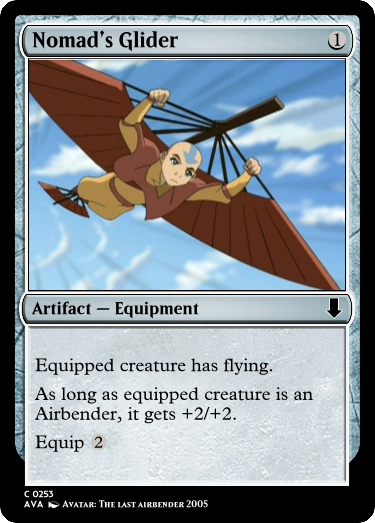 Nomad's Glider 1
Artifact — Equipment
Equipped creature has flying.
As long as equipped creature is an
Airbender, it gets +2/+2.
Equip 2
C 0253
AVA Avatar: The last airbender 2005